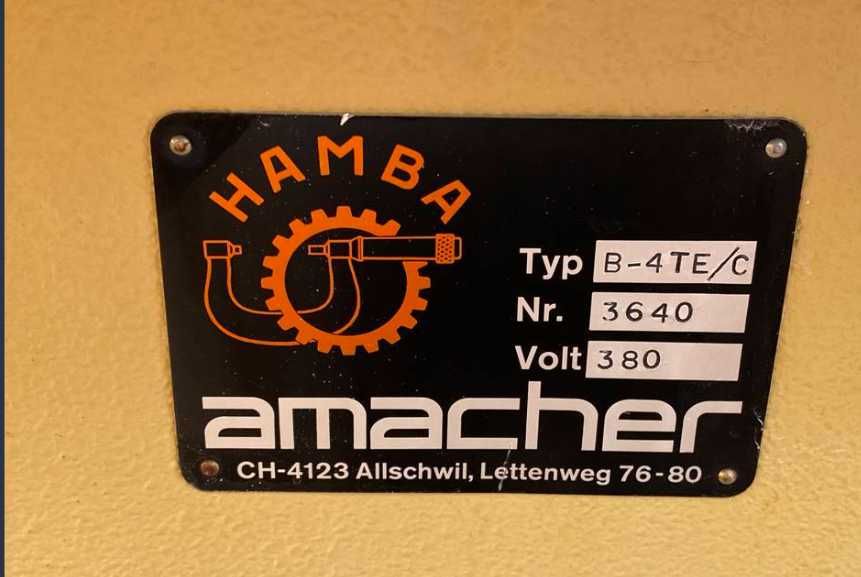 HAMBA
Typ B-4TE/C
Nr. 3640
Volt 380
amacher
CH-4123 Allschwil, Lettenweg 76-80